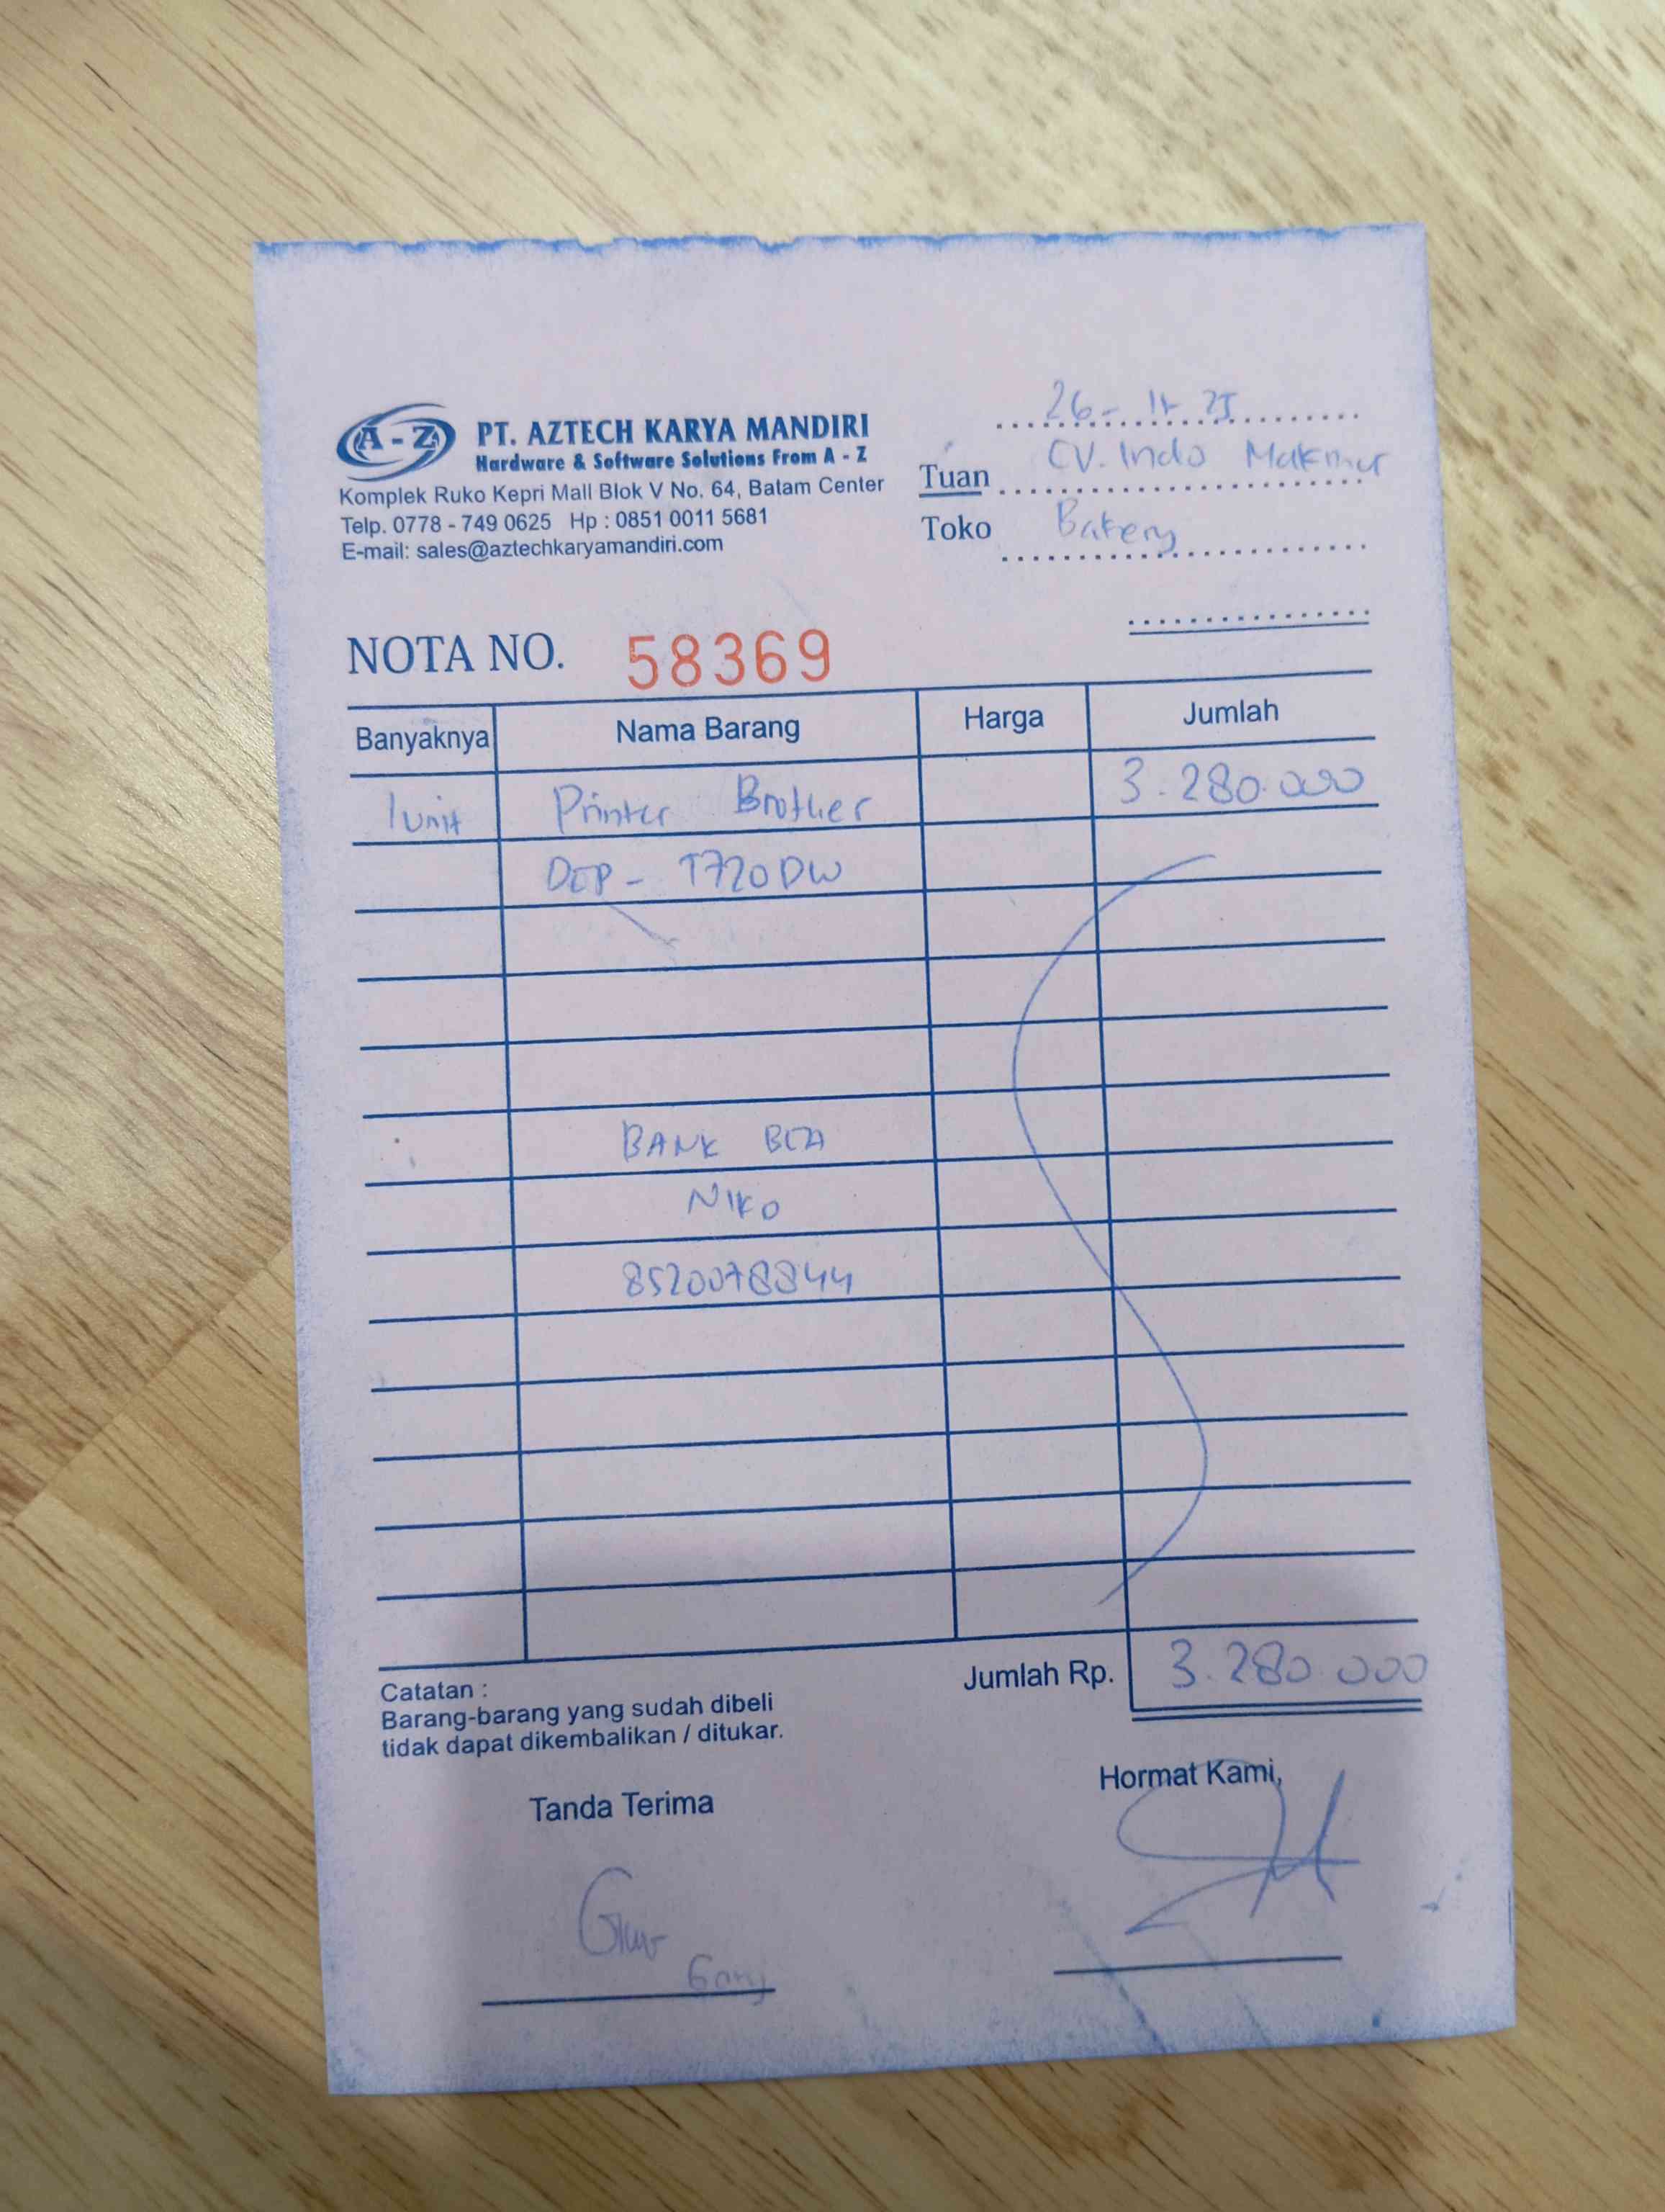 A-Z PT. AZTECH KARYA MANDIRI
Hardware & Software Solutions From A - Z
Komplek Ruko Kepri Mall Blok V No. 64, Batam Center
Telp. 0778 - 749 0625 Hp : 0851 0011 5681
E-mail: sales@aztechkaryamandiri.com
26-
Tuan CV. Indo Makmur
Toko Bakery
NOTA NO. 58369
Banyaknya Nama Barang Harga Jumlah
1 unit Printer Brother 3.280.000
DCP - T720DW
BANK BCA
NIKO
8520078844
Jumlah Rp. 3.280.000
Catatan :
Barang-barang yang sudah dibeli
tidak dapat dikembalikan / ditukar.
Tanda Terima
Hormat Kami,